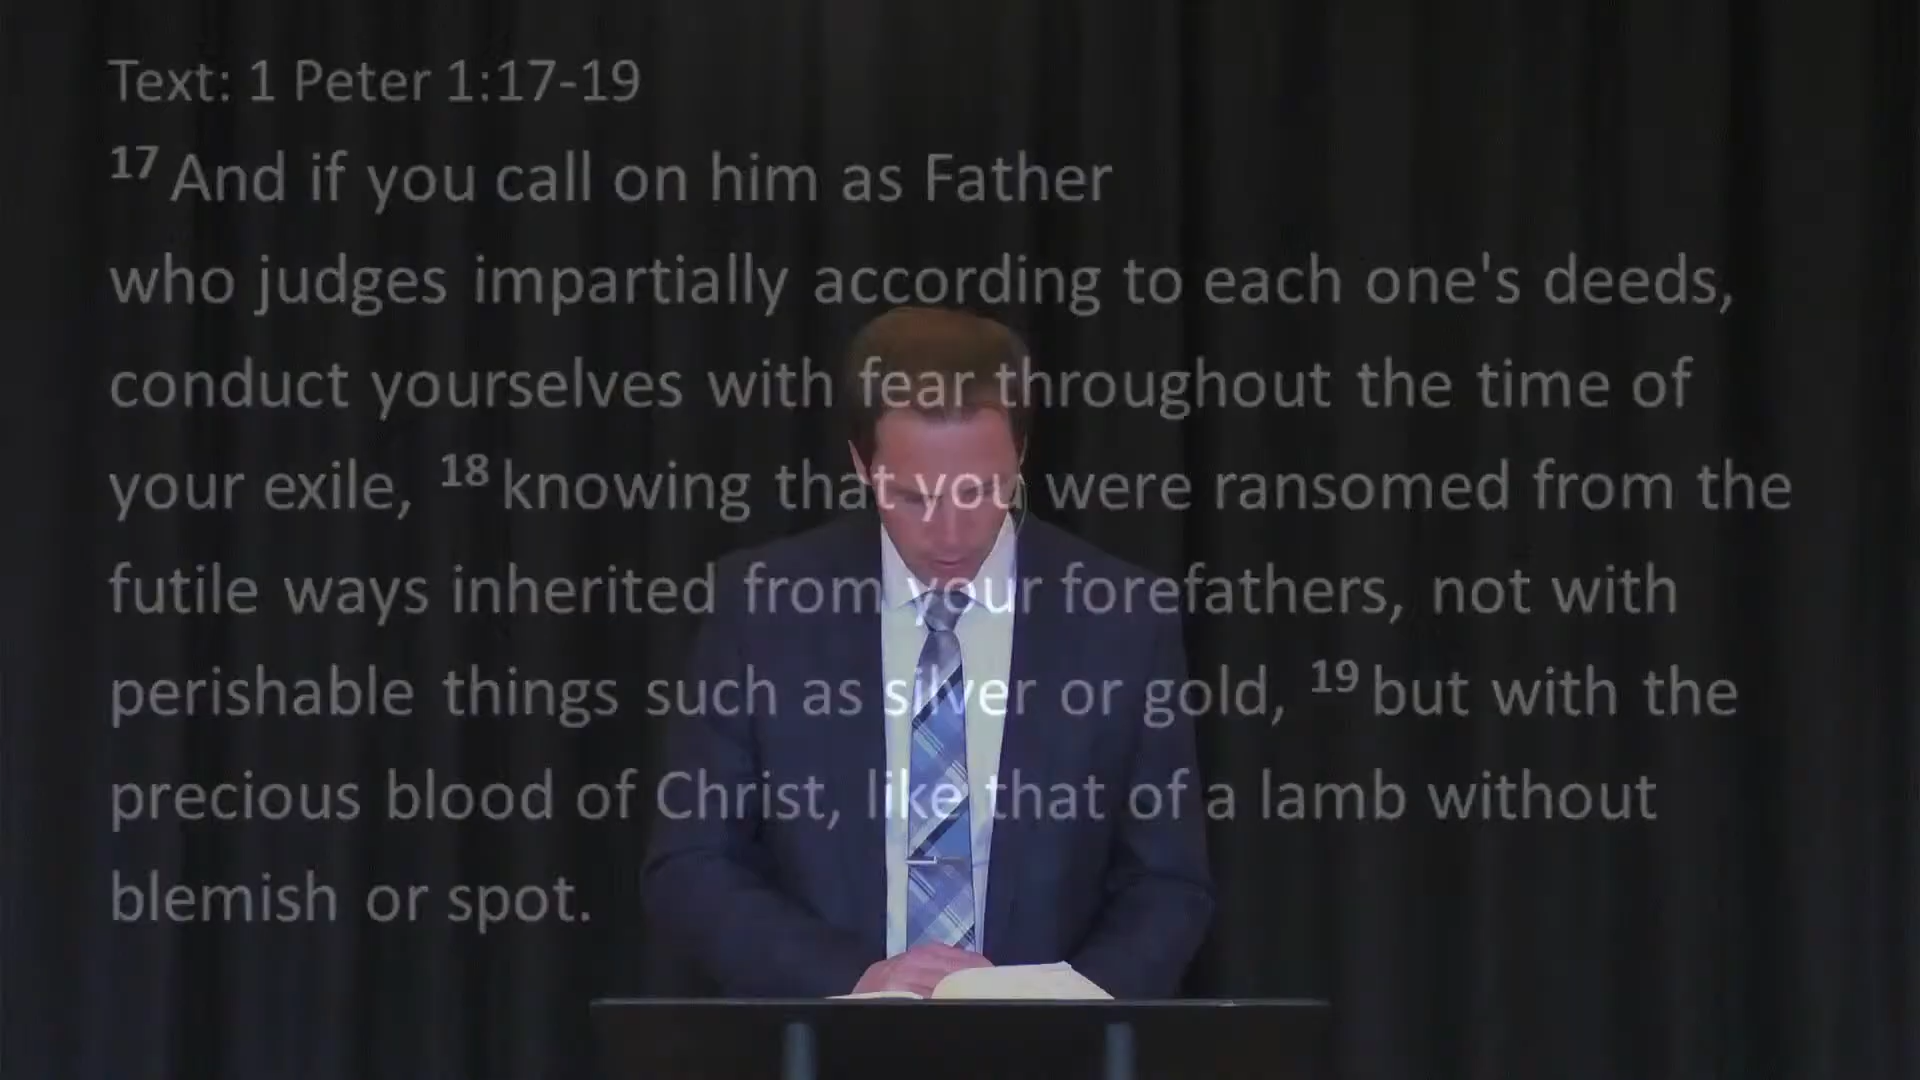 Text: 1 Peter 1:17-19
17 And if you call on him as Father
who judges impartially according to each one's deeds,
conduct yourselves with fear throughout the time of
your exile, 18 knowing that you were ransomed from the
futile ways inherited from your forefathers, not with
perishable things such as silver or gold, 19 but with the
precious blood of Christ, like that of a lamb without
blemish or spot.